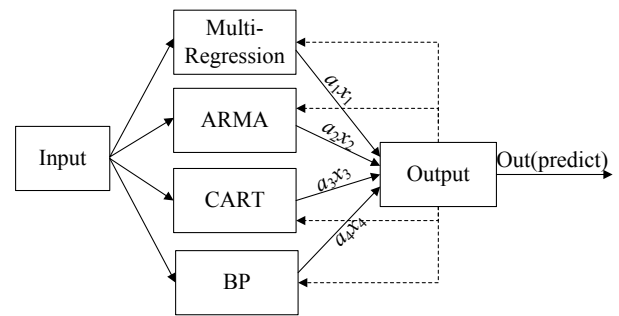 Multi-
Regression
a₁x₁
ARMA
a₂x₂
Input
Out(predict)
Output
CART
a₃x₃
a₄x₄
BP